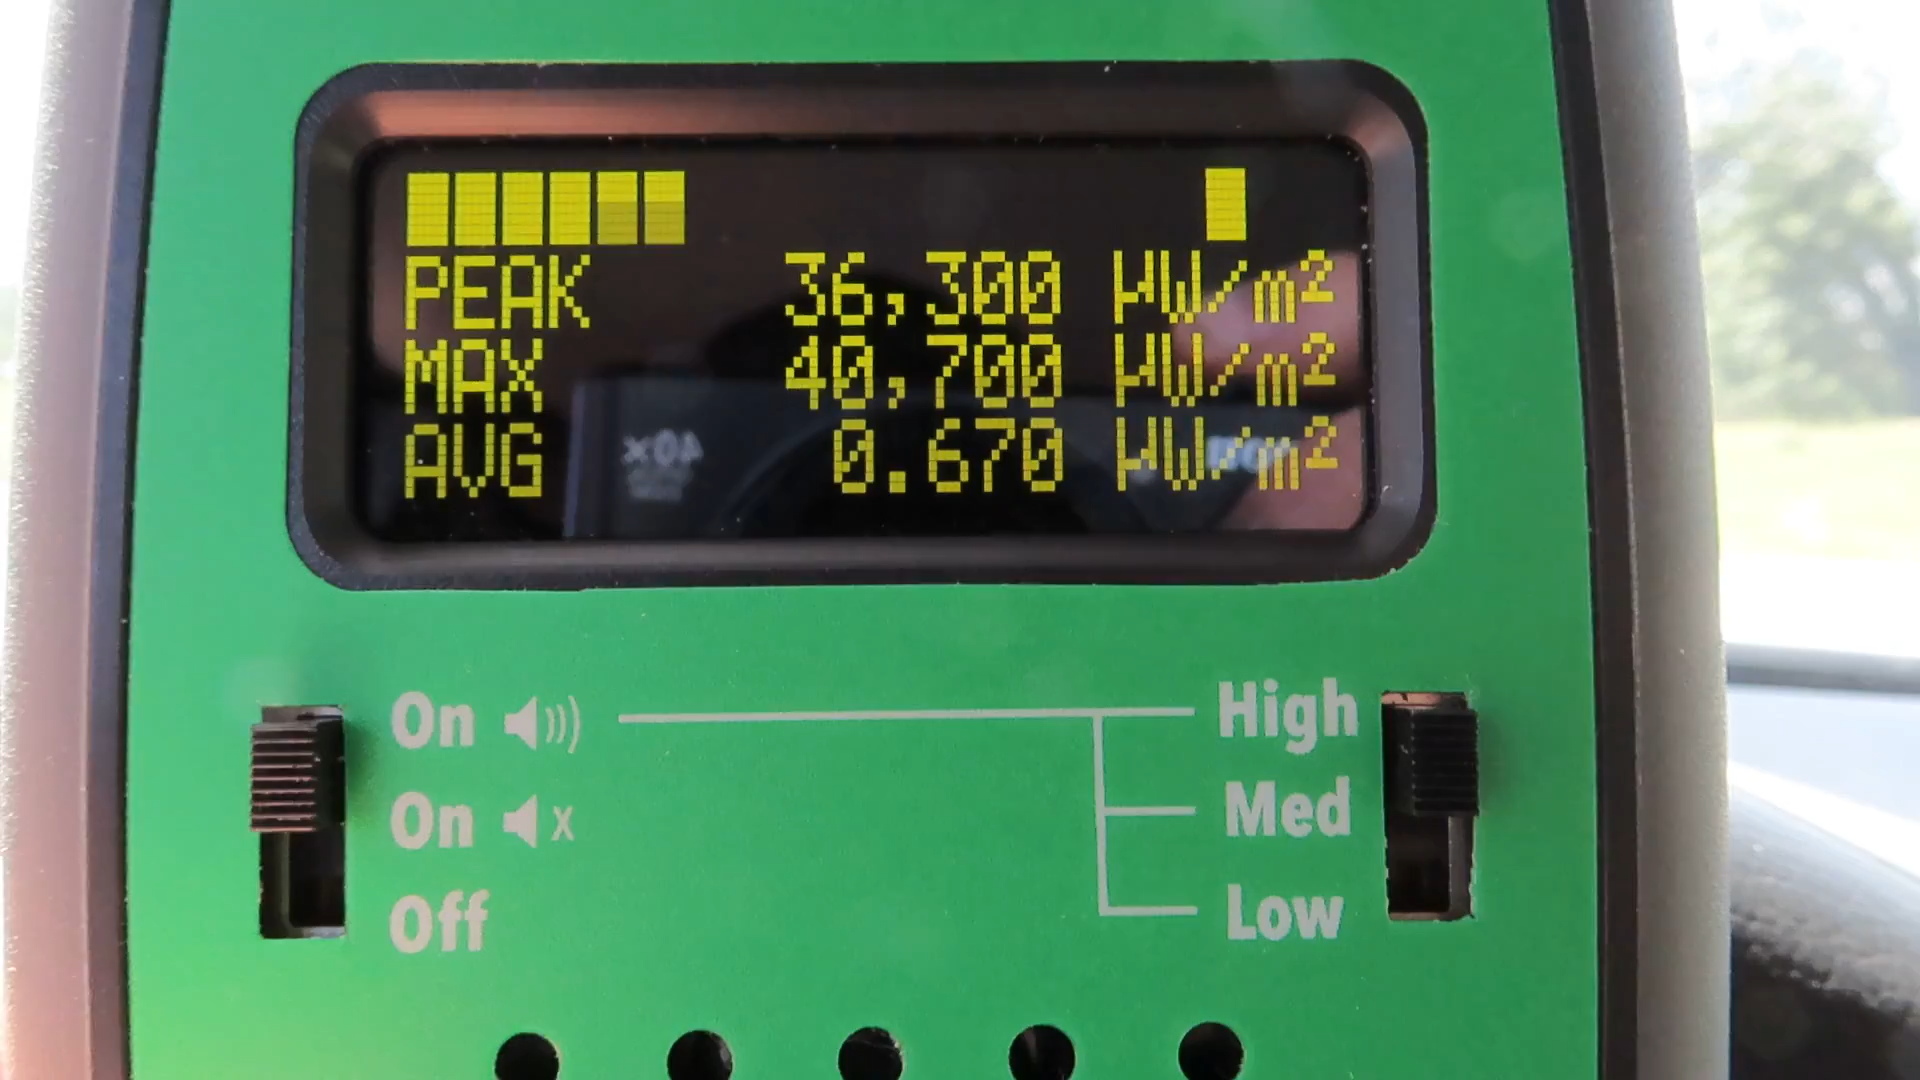 PEAK 36,300 µW/m²
MAX 40,700 µW/m²
AVG 0.670 µW/m²
On High
On x Med
Off Low